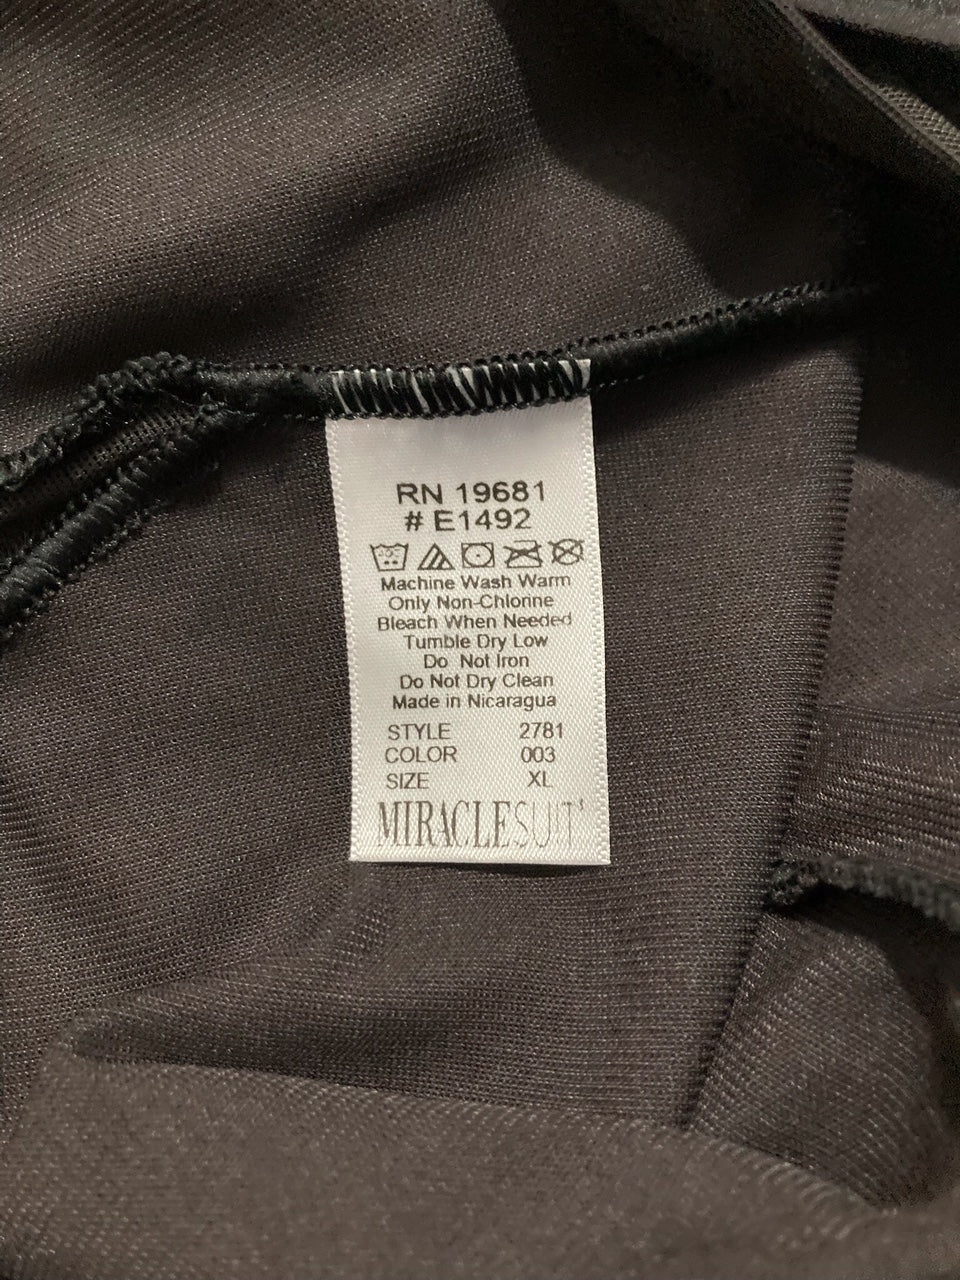 RN 19681
# E1492
Machine Wash Warm
Only Non-Chlorine
Bleach When Needed
Tumble Dry Low
Do Not Iron
Do Not Dry Clean
Made in Nicaragua
STYLE 2781
COLOR 003
SIZE XL
MIRACLESUIT